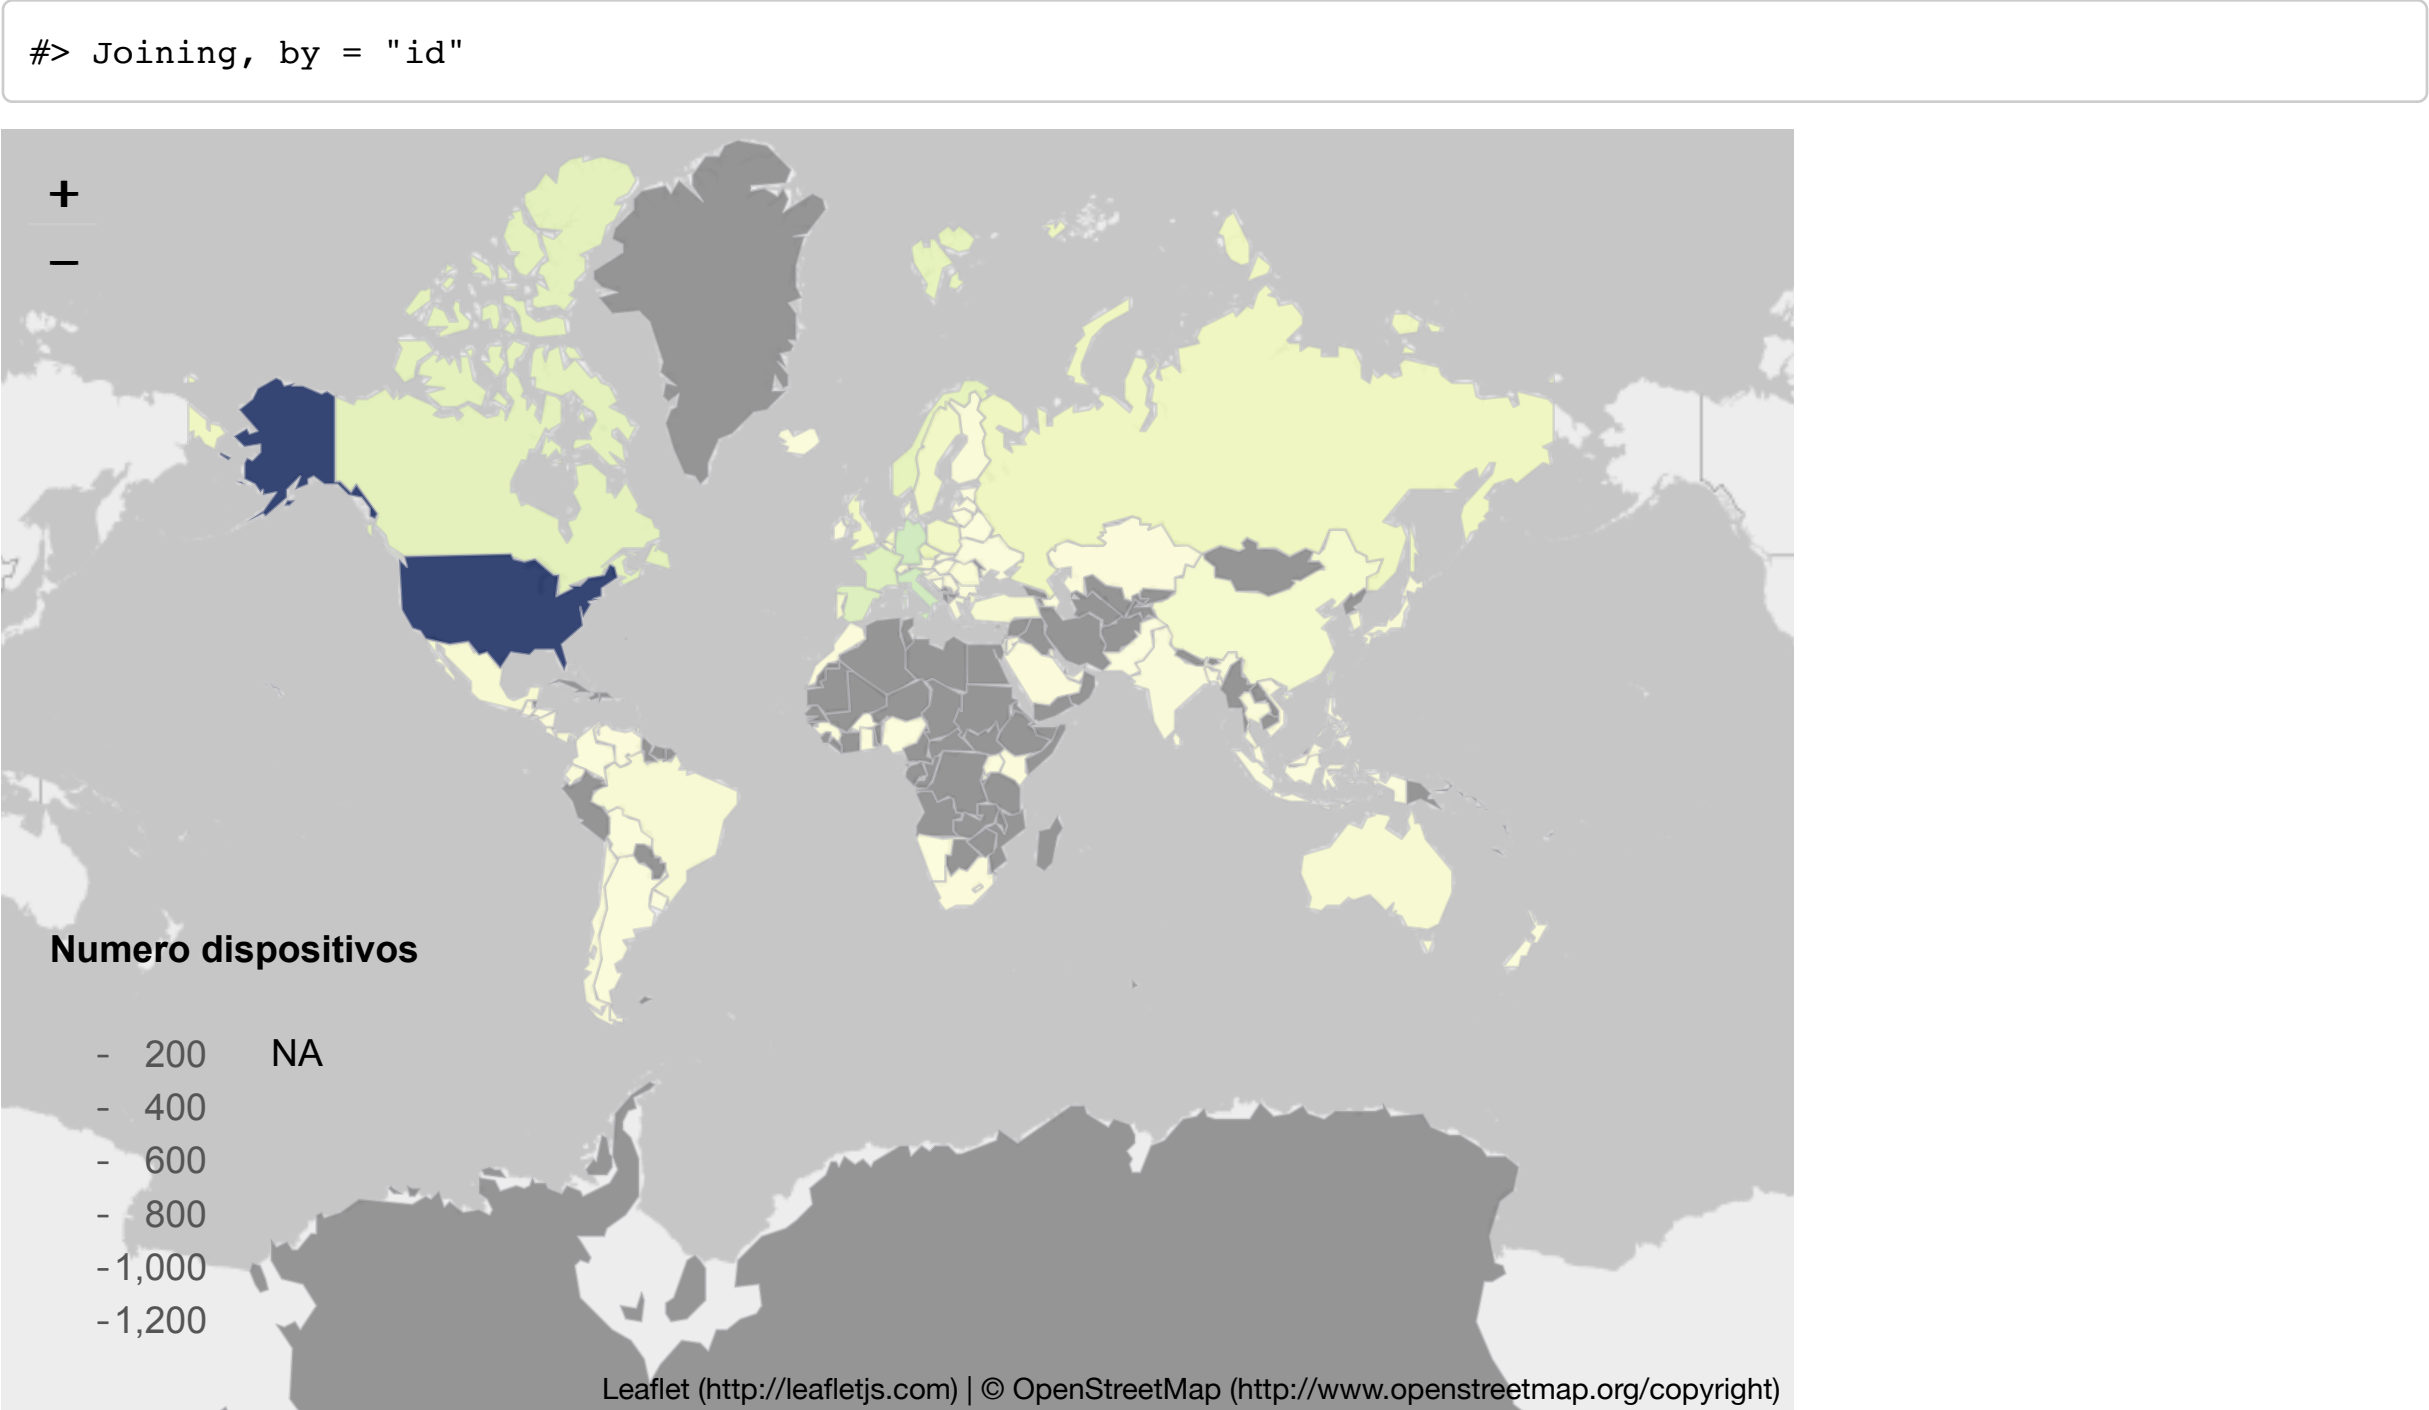 #> Joining, by = "id"
+
−
Numero dispositivos
- 200 NA
- 400
- 600
- 800
-1,000
-1,200
Leaflet (http://leafletjs.com) | © OpenStreetMap (http://www.openstreetmap.org/copyright)